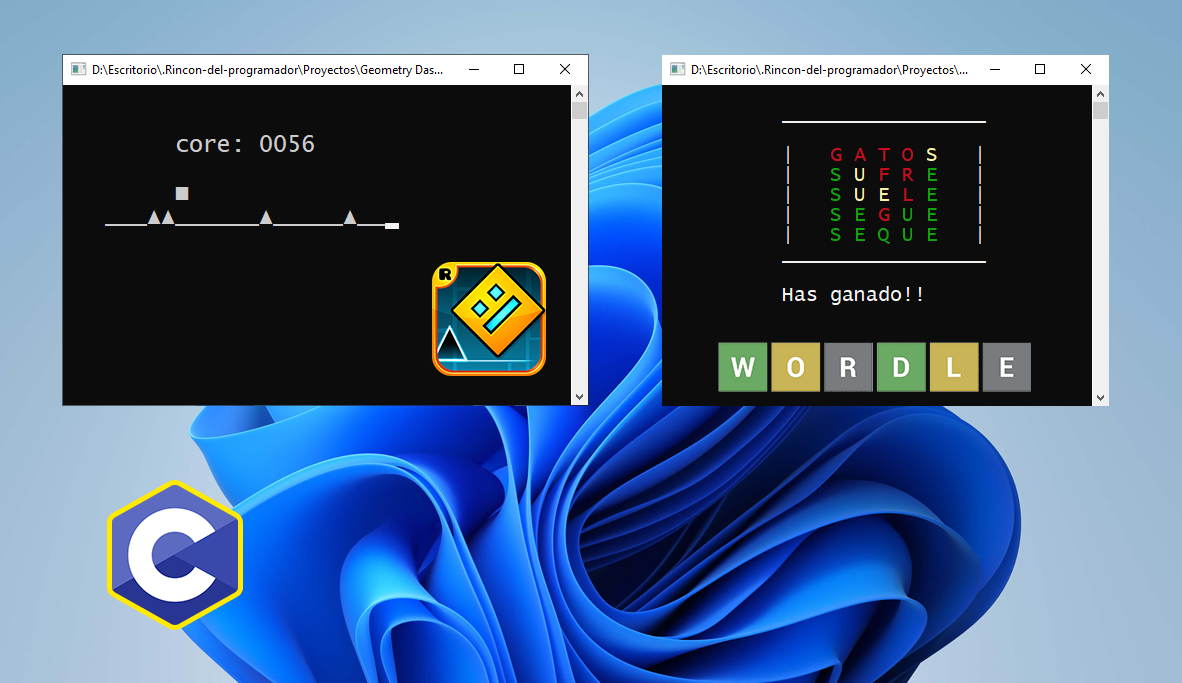 D:\Escritorio\.Rincon-del-programador\Proyectos\Geometry Das...
core: 0056
R
D:\Escritorio\.Rincon-del-programador\Proyectos\...
G A T O S
S U F R E
S U E L E
S E G U E
S E Q U E
Has ganado!!
W O R D L E
C